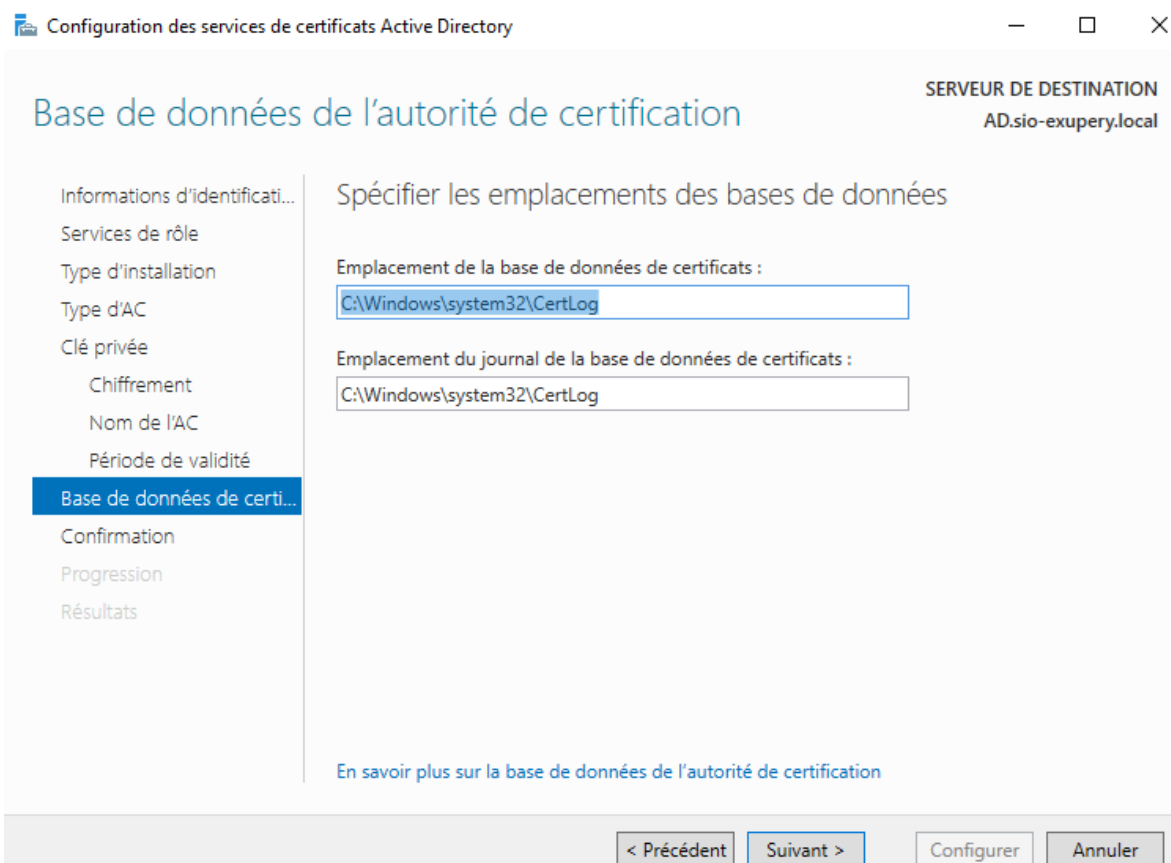 Configuration des services de certificats Active Directory
Base de données de l'autorité de certification
SERVEUR DE DESTINATION
AD.sio-exupery.local
Informations d'identificati...
Services de rôle
Type d'installation
Type d'AC
Clé privée
Chiffrement
Nom de l'AC
Période de validité
Base de données de certi...
Confirmation
Progression
Résultats
Spécifier les emplacements des bases de données
Emplacement de la base de données de certificats :
C:\Windows\system32\CertLog
Emplacement du journal de la base de données de certificats :
C:\Windows\system32\CertLog
En savoir plus sur la base de données de l'autorité de certification
< Précédent
Suivant >
Configurer
Annuler